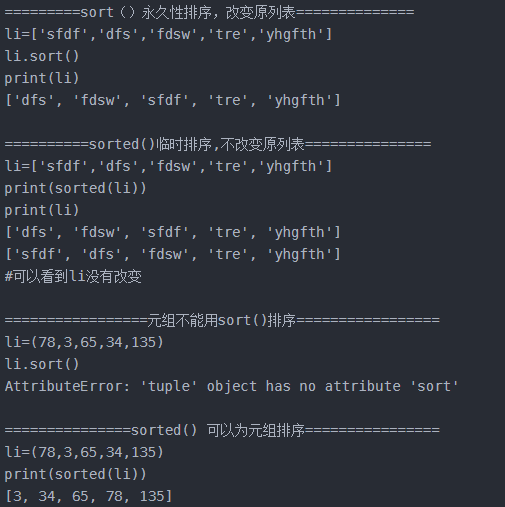 =========sort（）永久性排序，改变原列表==============
li=['sfdf','dfs','fdsw','tre','yhgfth']
li.sort()
print(li)
['dfs', 'fdsw', 'sfdf', 'tre', 'yhgfth']
==========sorted()临时排序,不改变原列表===============
li=['sfdf','dfs','fdsw','tre','yhgfth']
print(sorted(li))
print(li)
['dfs', 'fdsw', 'sfdf', 'tre', 'yhgfth']
['sfdf', 'dfs', 'fdsw', 'tre', 'yhgfth']
#可以看到li没有改变
=================元组不能用sort()排序=================
li=(78,3,65,34,135)
li.sort()
AttributeError: 'tuple' object has no attribute 'sort'
===============sorted() 可以为元组排序================
li=(78,3,65,34,135)
print(sorted(li))
[3, 34, 65, 78, 135]